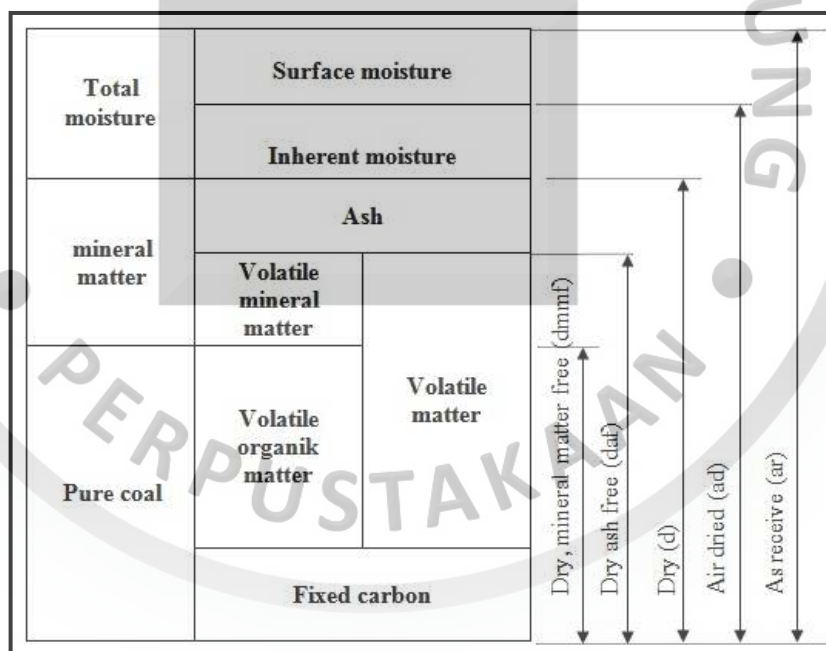 Total
moisture
Surface moisture
Inherent moisture
mineral
matter
Ash
Volatile
mineral
matter
Volatile
matter
Pure coal
Volatile
organik
matter
Fixed carbon
Dry, mineral matter free (dmmf)
Dry ash free (daf)
Dry (d)
Air dried (ad)
As receive (ar)
PERPUSTAKAAN
UNG